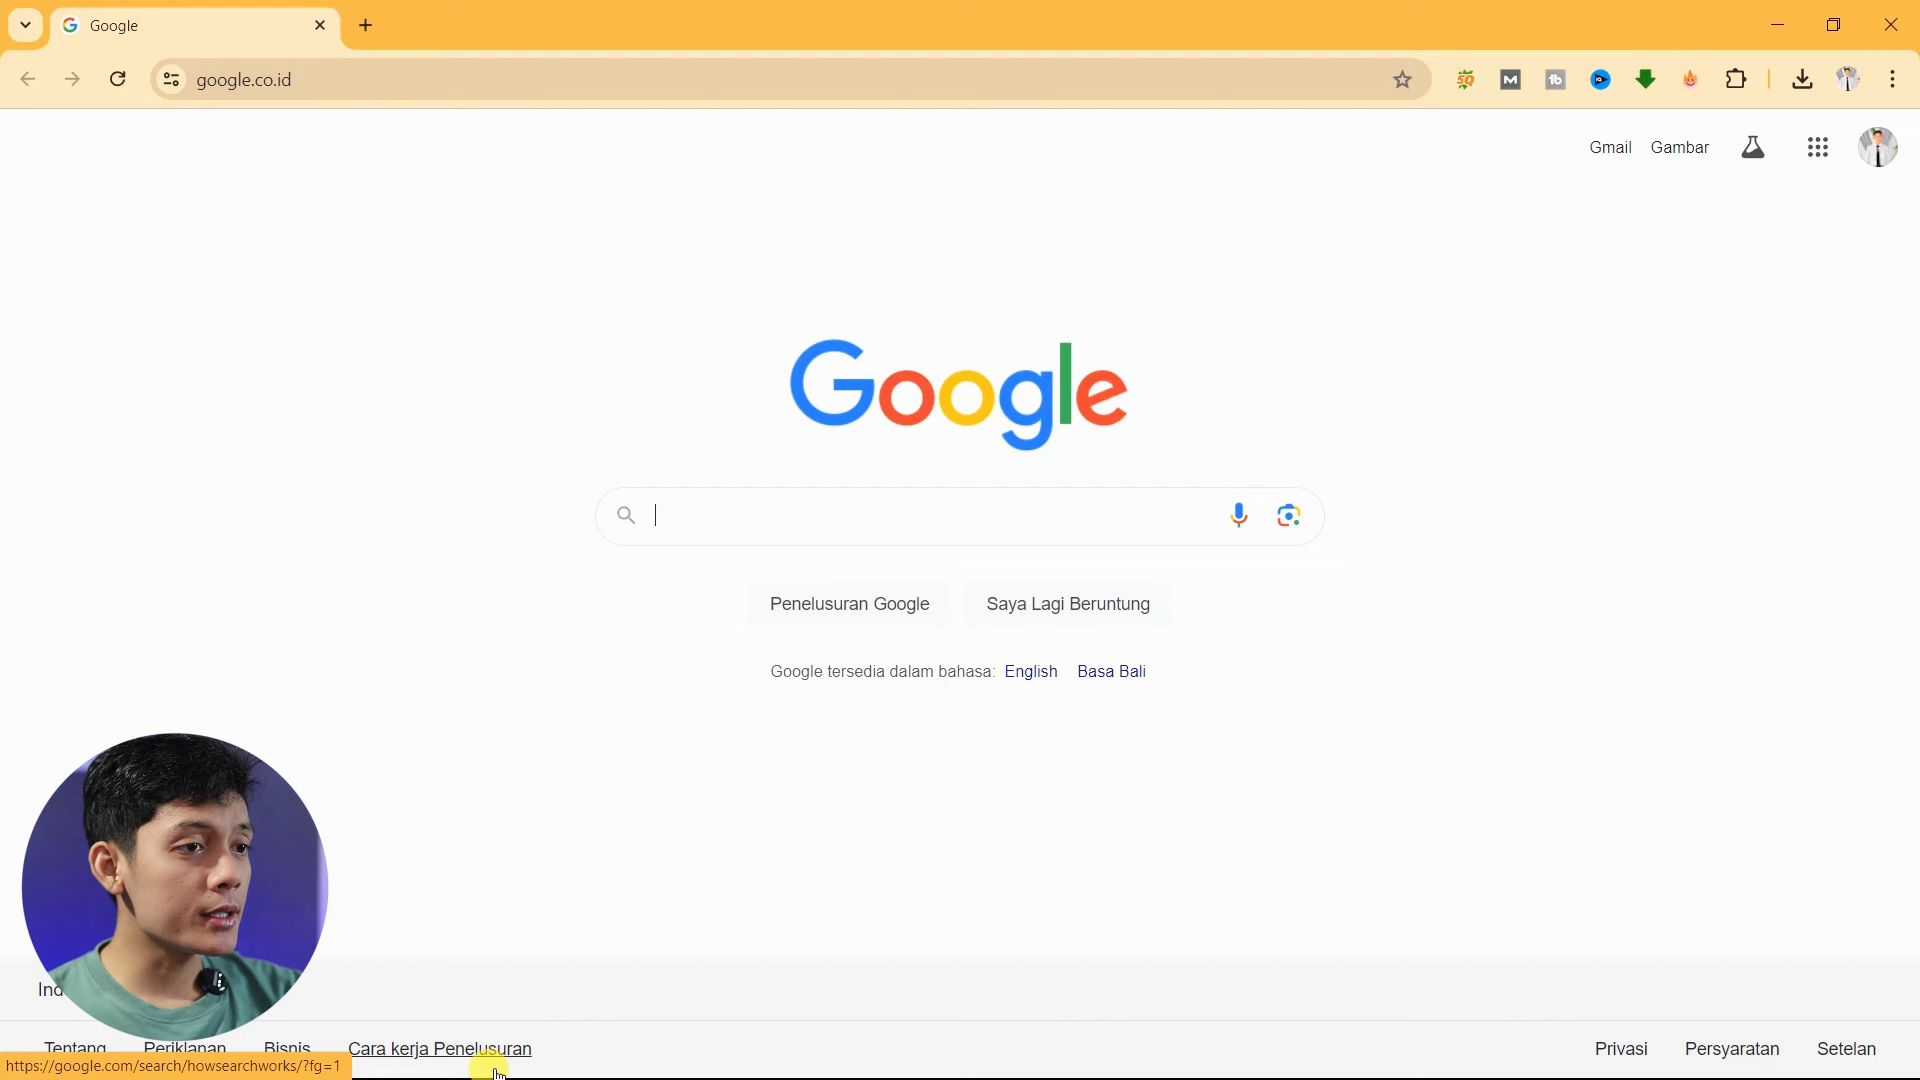 Google
google.co.id
Gmail Gambar
Google
Penelusuran Google Saya Lagi Beruntung
Google tersedia dalam bahasa: English Basa Bali
Tentang Periklanan Bisnis Cara kerja Penelusuran
Privasi Persyaratan Setelan
https://google.com/search/howsearchworks/?fg=1